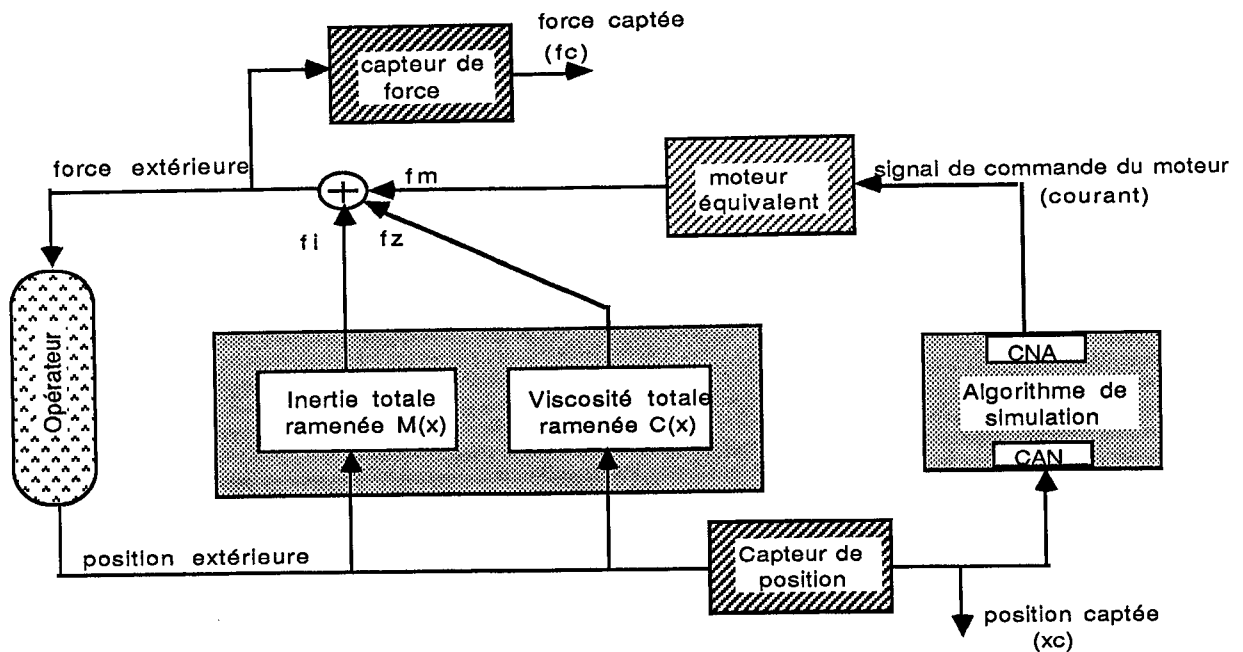 force captée
(fc)
capteur de
force
force extérieure
fm
moteur
équivalent
signal de commande du moteur
(courant)
+
fi
fz
Opérateur
Inertie totale
ramenée M(x)
Viscosité totale
ramenée C(x)
CNA
Algorithme de
simulation
CAN
position extérieure
Capteur de
position
position captée
(xc)